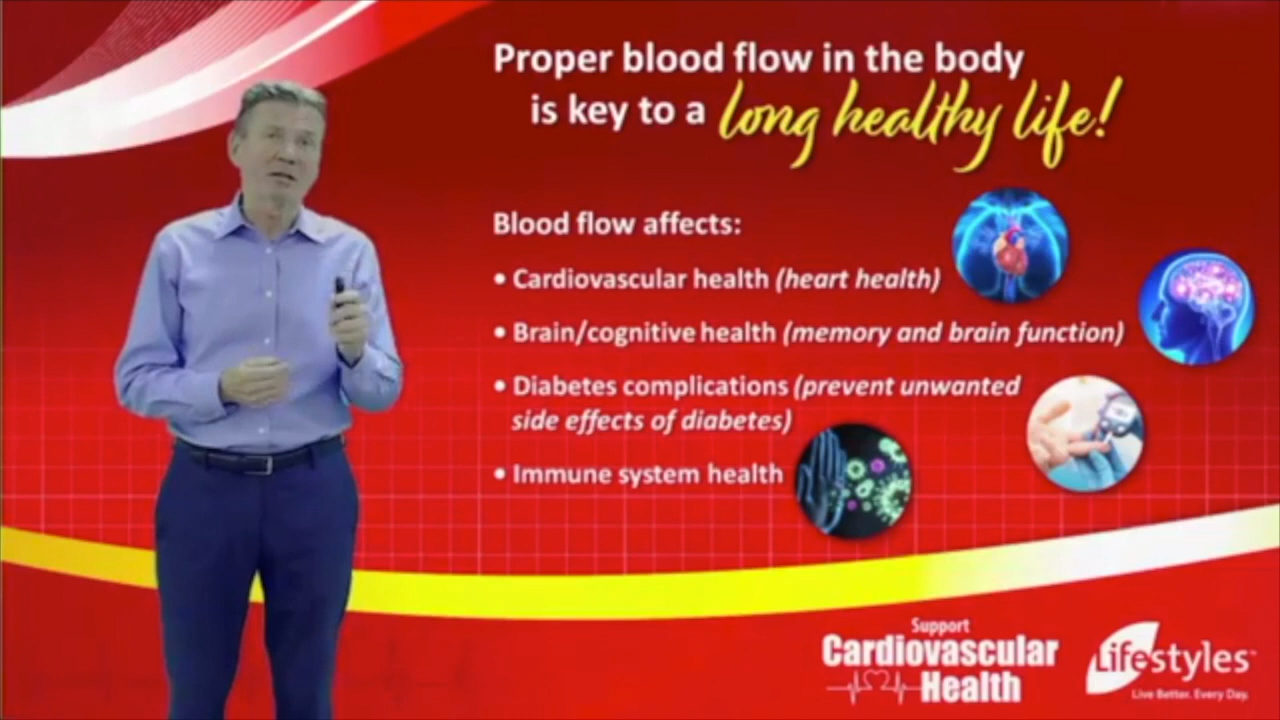 Proper blood flow in the body
is key to a long healthy life!
Blood flow affects:
• Cardiovascular health (heart health)
• Brain/cognitive health (memory and brain function)
• Diabetes complications (prevent unwanted
side effects of diabetes)
• Immune system health
Support
Cardiovascular
Health
Lifestyles™
Live Better. Every Day.